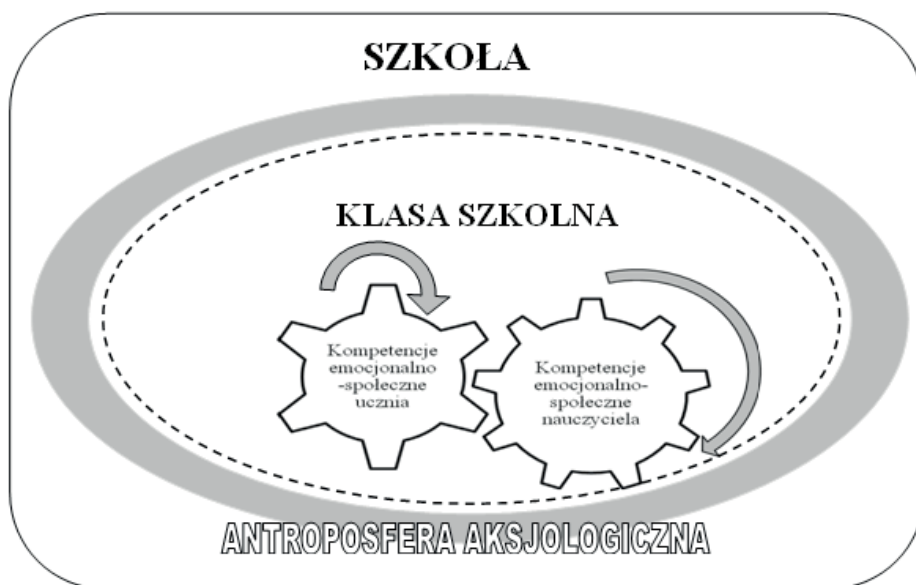 SZKOŁA
KLASA SZKOLNA
Kompetencje
emocjonalno
-społeczne
ucznia
Kompetencje
emocjonalno-
społeczne
nauczyciela
ANTROPOSFERA AKSJOLOGICZNA